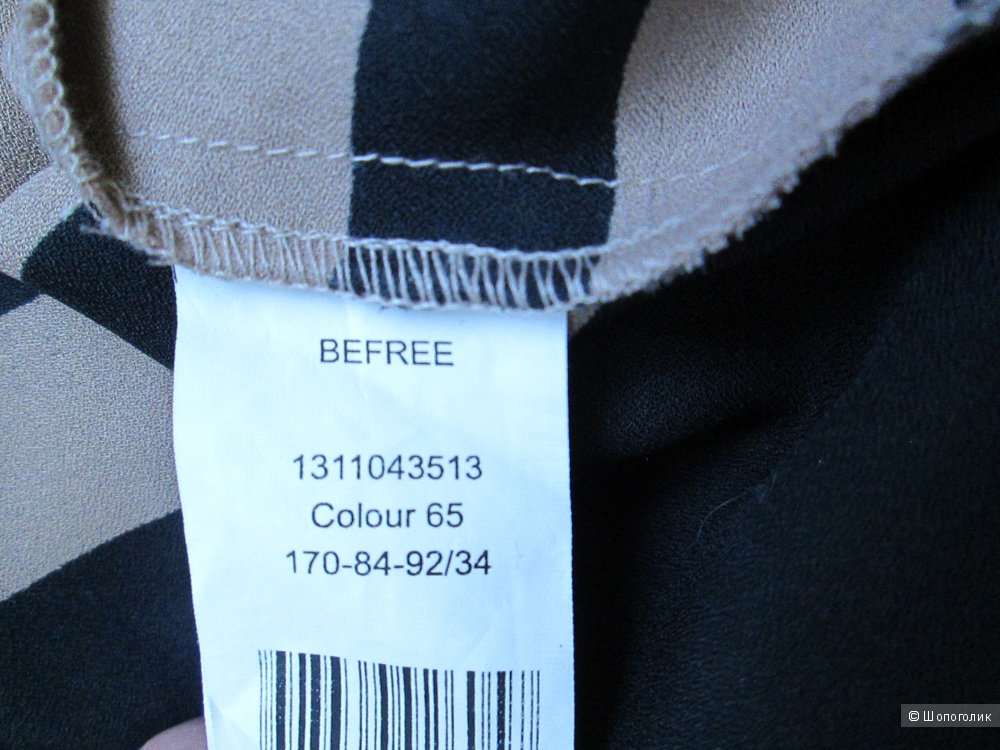 BEFREE
1311043513
Colour 65
170-84-92/34
© Шопоголик